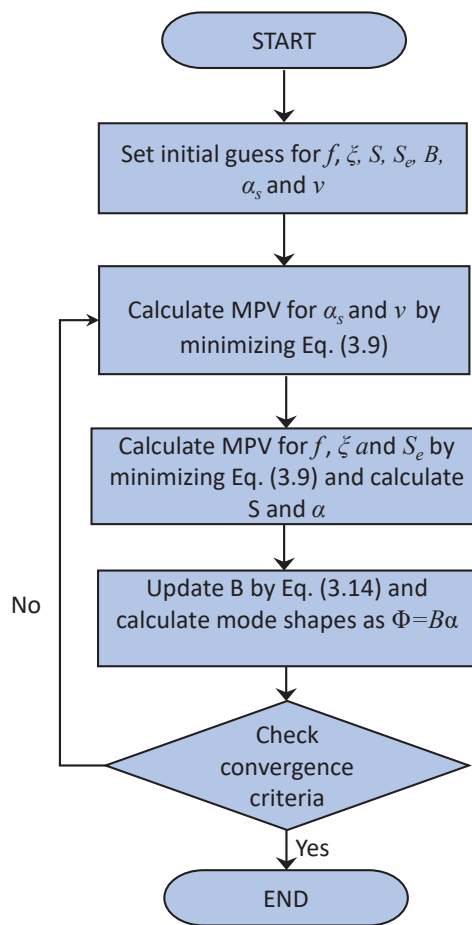 START
Set initial guess for f, ξ, S, Sₑ, B,
αₛ and ν
Calculate MPV for αₛ and ν by
minimizing Eq. (3.9)
Calculate MPV for f, ξ and Sₑ by
minimizing Eq. (3.9) and calculate
S and α
Update B by Eq. (3.14) and
calculate mode shapes as Φ=Bα
No
Check
convergence
criteria
Yes
END